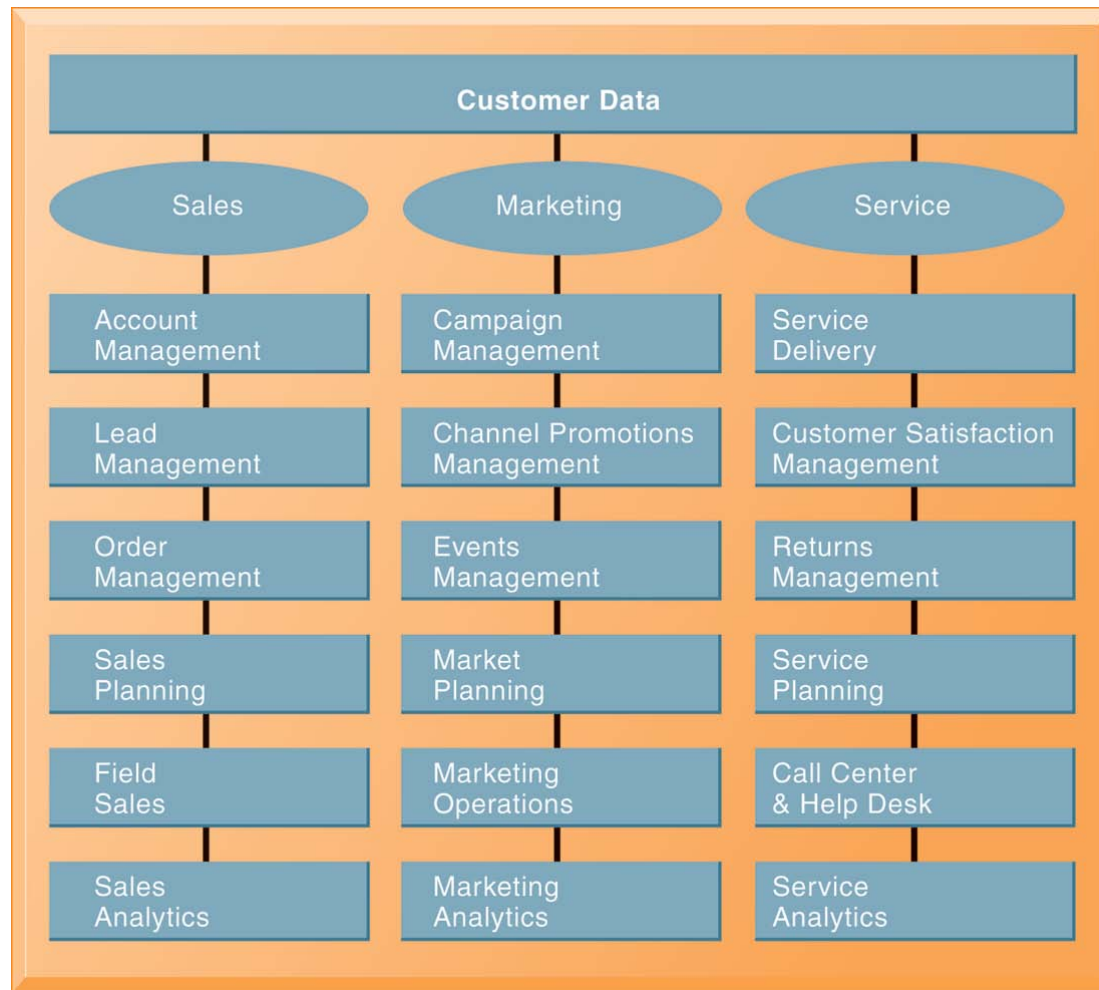 Customer Data
Sales
Marketing
Service
Account
Management
Campaign
Management
Service
Delivery
Lead
Management
Channel Promotions
Management
Customer Satisfaction
Management
Order
Management
Events
Management
Returns
Management
Sales
Planning
Market
Planning
Service
Planning
Field
Sales
Marketing
Operations
Call Center
& Help Desk
Sales
Analytics
Marketing
Analytics
Service
Analytics